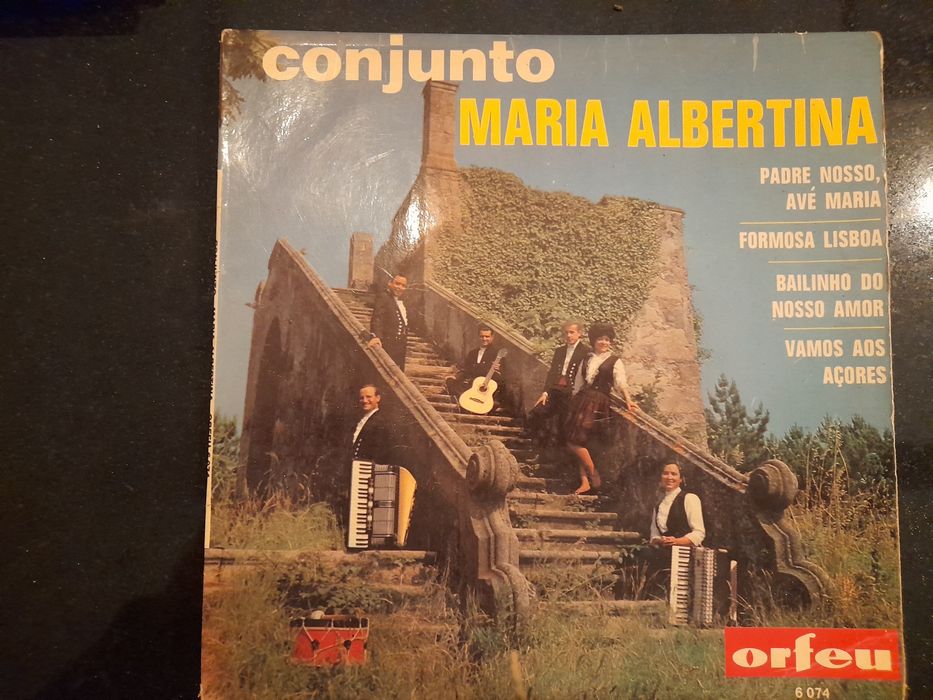 conjunto
MARIA ALBERTINA
PADRE NOSSO,
AVÉ MARIA
FORMOSA LISBOA
BAILINHO DO
NOSSO AMOR
VAMOS AOS
AÇORES
orfeu
6 074